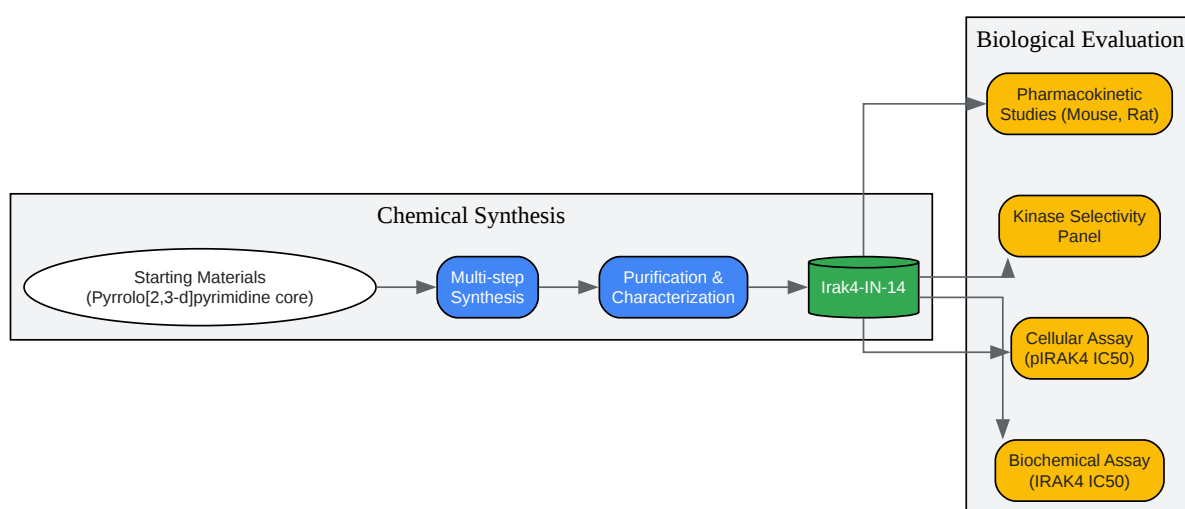 Biological Evaluation
Pharmacokinetic
Studies (Mouse, Rat)
Kinase Selectivity
Panel
Chemical Synthesis
Starting Materials
(Pyrrolo[2,3-d]pyrimidine core)
Multi-step
Synthesis
Purification &
Characterization
Irak4-IN-14
Cellular Assay
(pIRAK4 IC50)
Biochemical Assay
(IRAK4 IC50)